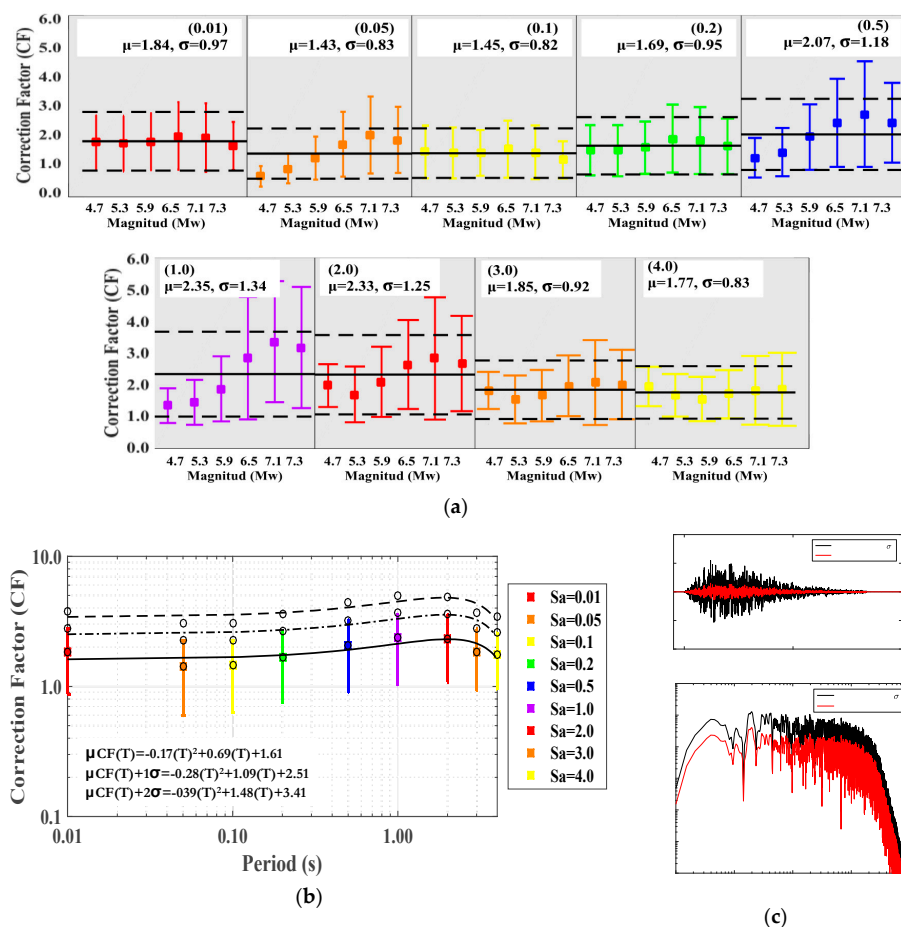 Correction Factor (CF)
6.0
5.0
4.0
3.0
2.0
1.0
0.0
(0.01)
μ=1.84, σ=0.97
(0.05)
μ=1.43, σ=0.83
(0.1)
μ=1.45, σ=0.82
(0.2)
μ=1.69, σ=0.95
(0.5)
μ=2.07, σ=1.18
4.7 5.3 5.9 6.5 7.1 7.3
4.7 5.3 5.9 6.5 7.1 7.3
4.7 5.3 5.9 6.5 7.1 7.3
4.7 5.3 5.9 6.5 7.1 7.3
4.7 5.3 5.9 6.5 7.1 7.3
Magnitud (Mw)
Magnitud (Mw)
Magnitud (Mw)
Magnitud (Mw)
Magnitud (Mw)
Correction Factor (CF)
6.0
5.0
4.0
3.0
2.0
1.0
0.0
(1.0)
μ=2.35, σ=1.34
(2.0)
μ=2.33, σ=1.25
(3.0)
μ=1.85, σ=0.92
(4.0)
μ=1.77, σ=0.83
4.7 5.3 5.9 6.5 7.1 7.3
4.7 5.3 5.9 6.5 7.1 7.3
4.7 5.3 5.9 6.5 7.1 7.3
4.7 5.3 5.9 6.5 7.1 7.3
Magnitud (Mw)
Magnitud (Mw)
Magnitud (Mw)
Magnitud (Mw)
(a)
Correction Factor (CF)
10.0
1.0
0.1
μCF(T)=-0.17(T)²+0.69(T)+1.61
μCF(T)+1σ=-0.28(T)²+1.09(T)+2.51
μCF(T)+2σ=-039(T)²+1.48(T)+3.41
0.01 0.10 1.00
Period (s)
Sa=0.01
Sa=0.05
Sa=0.1
Sa=0.2
Sa=0.5
Sa=1.0
Sa=2.0
Sa=3.0
Sa=4.0
(b)
σ
σ
(c)